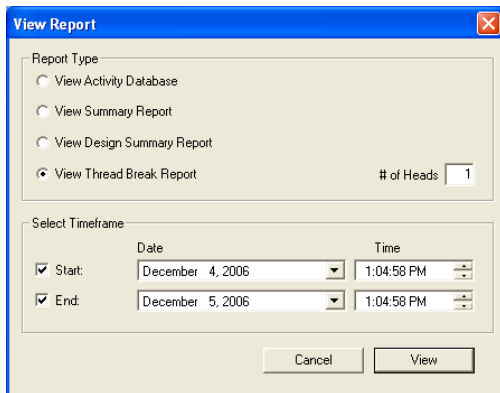 View Report
Report Type
View Activity Database
View Summary Report
View Design Summary Report
View Thread Break Report # of Heads 1
Select Timeframe
Date Time
Start: December 4, 2006 1:04:58 PM
End: December 5, 2006 1:04:58 PM
Cancel View